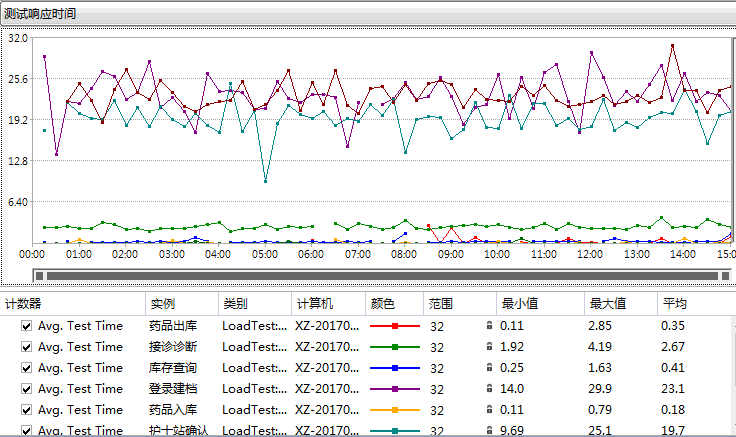 测试响应时间
32.0
25.6
19.2
12.8
6.40
00:00 01:00 02:00 03:00 04:00 05:00 06:00 07:00 08:00 09:00 10:00 11:00 12:00 13:00 14:00 15:0
计数器 实例 类别 计算机 颜色 范围 最小值 最大值 平均
Avg. Test Time 药品出库 LoadTest:... XZ-20170... 32 0.11 2.85 0.35
Avg. Test Time 接诊诊断 LoadTest:... XZ-20170... 32 1.92 4.19 2.67
Avg. Test Time 库存查询 LoadTest:... XZ-20170... 32 0.25 1.63 0.41
Avg. Test Time 登录建档 LoadTest:... XZ-20170... 32 14.0 29.9 23.1
Avg. Test Time 药品入库 LoadTest:... XZ-20170... 32 0.11 0.79 0.18
Avg. Test Time 护士站确认 LoadTest:... XZ-20170... 32 9.69 25.1 19.7